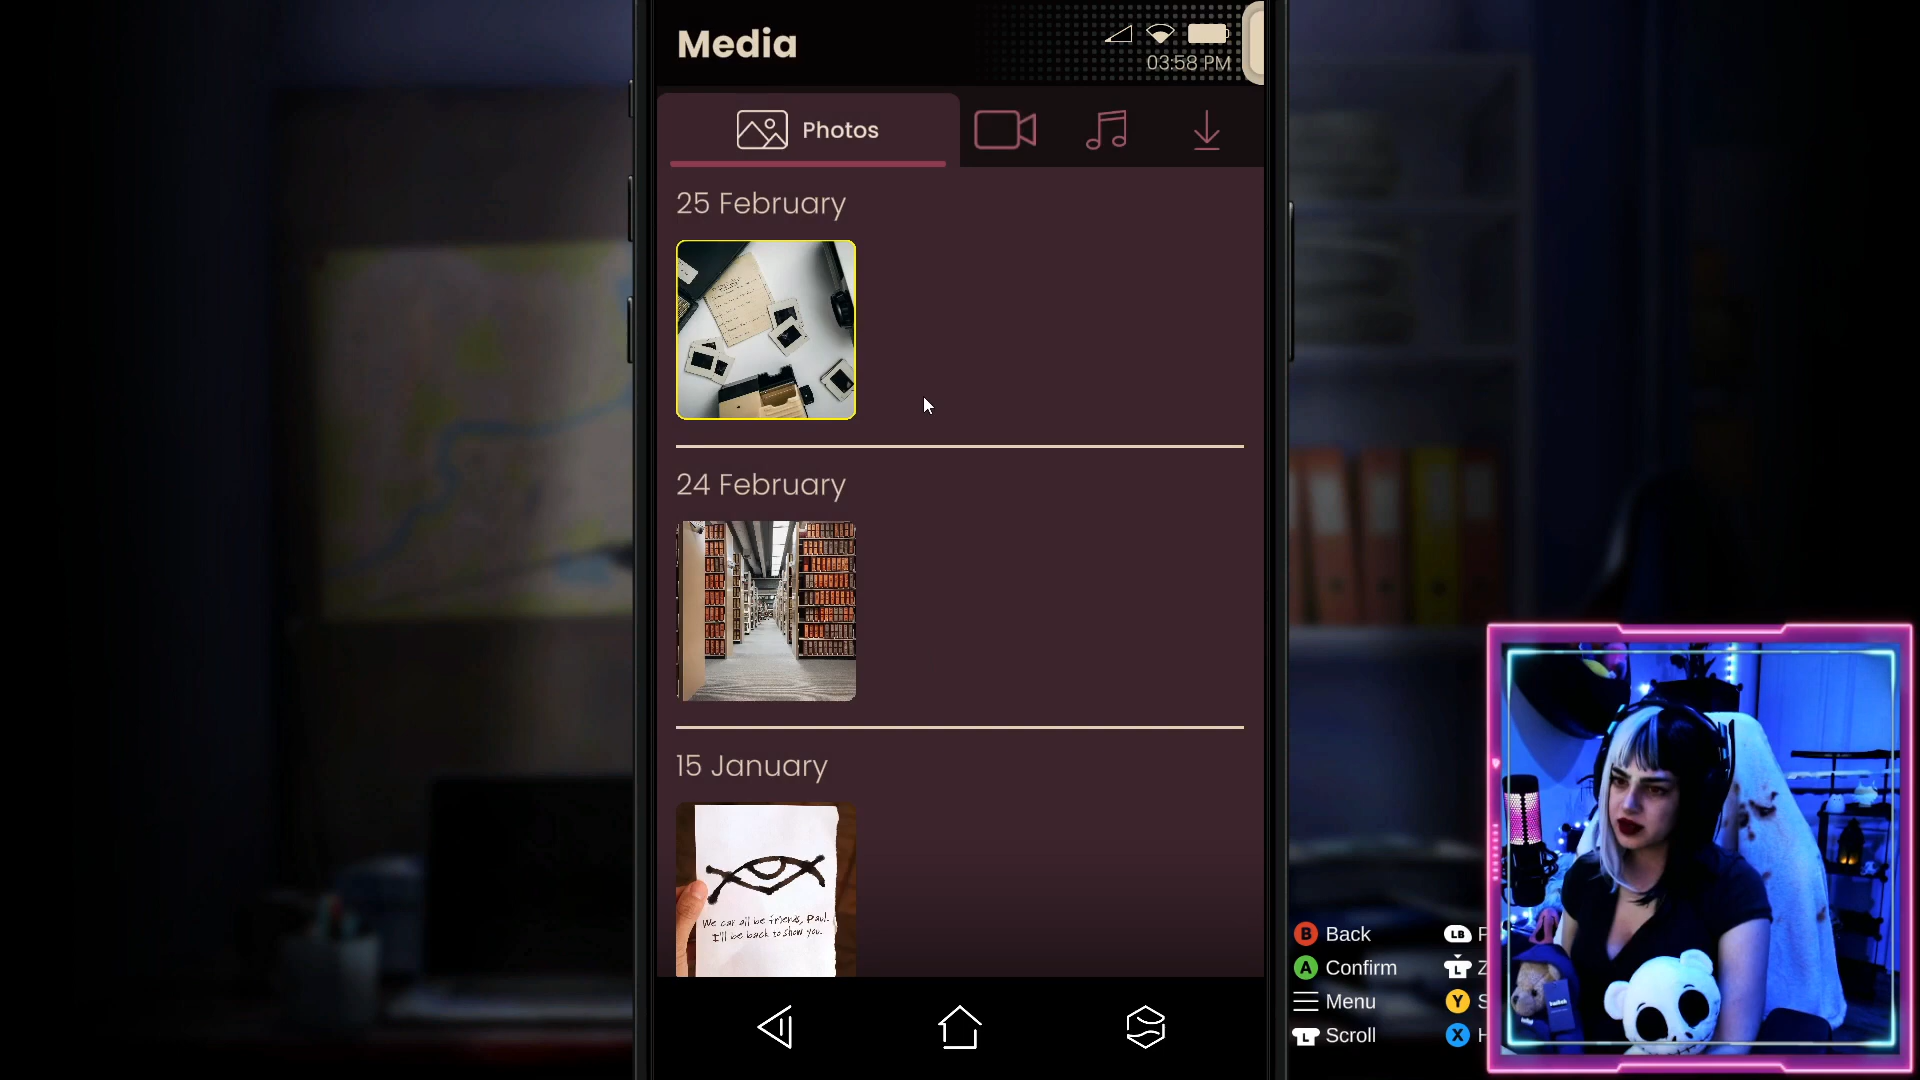 Media
03:58 PM
Photos
25 February
24 February
15 January
We can all be friends, Paul.
I'll be back to show you.
B Back
LB
A Confirm
L
Menu
Y
L Scroll
X